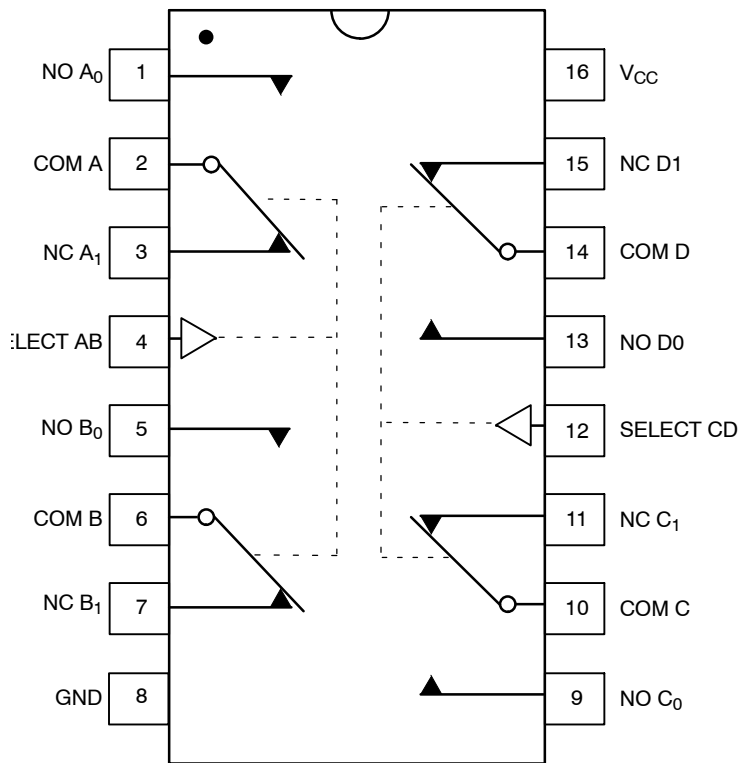 NO A0 1
COM A 2
NC A1 3
ELECT AB 4
NO B0 5
COM B 6
NC B1 7
GND 8
16 VCC
15 NC D1
14 COM D
13 NO D0
12 SELECT CD
11 NC C1
10 COM C
9 NO C0